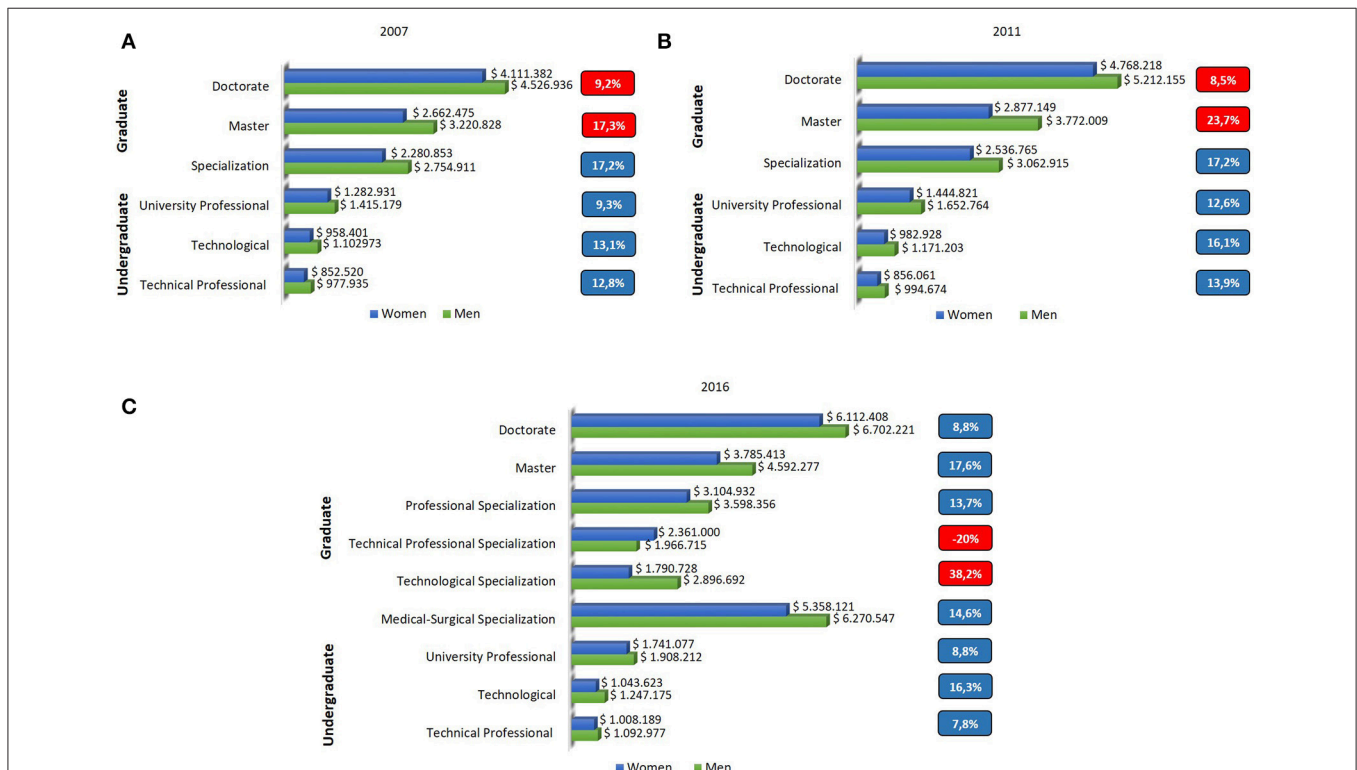 A
2007
Graduate
Undergraduate
Doctorate
$ 4.111.382
$ 4.526.936
9,2%
Master
$ 2.662.475
$ 3.220.828
17,3%
Specialization
$ 2.280.853
$ 2.754.911
17,2%
University Professional
$ 1.282.931
$ 1.415.179
9,3%
Technological
$ 958.401
$ 1.102973
13,1%
Technical Professional
$ 852.520
$ 977.935
12,8%
Women Men
B
2011
Graduate
Undergraduate
Doctorate
$ 4.768.218
$ 5.212.155
8,5%
Master
$ 2.877.149
$ 3.772.009
23,7%
Specialization
$ 2.536.765
$ 3.062.915
17,2%
University Professional
$ 1.444.821
$ 1.652.764
12,6%
Technological
$ 982.928
$ 1.171.203
16,1%
Technical Professional
$ 856.061
$ 994.674
13,9%
Women Men
C
2016
Graduate
Undergraduate
Doctorate
$ 6.112.408
$ 6.702.221
8,8%
Master
$ 3.785.413
$ 4.592.277
17,6%
Professional Specialization
$ 3.104.932
$ 3.598.356
13,7%
Technical Professional Specialization
$ 2.361.000
$ 1.966.715
-20%
Technological Specialization
$ 1.790.728
$ 2.896.692
38,2%
Medical-Surgical Specialization
$ 5.358.121
$ 6.270.547
14,6%
University Professional
$ 1.741.077
$ 1.908.212
8,8%
Technological
$ 1.043.623
$ 1.247.175
16,3%
Technical Professional
$ 1.008.189
$ 1.092.977
7,8%
Women Men